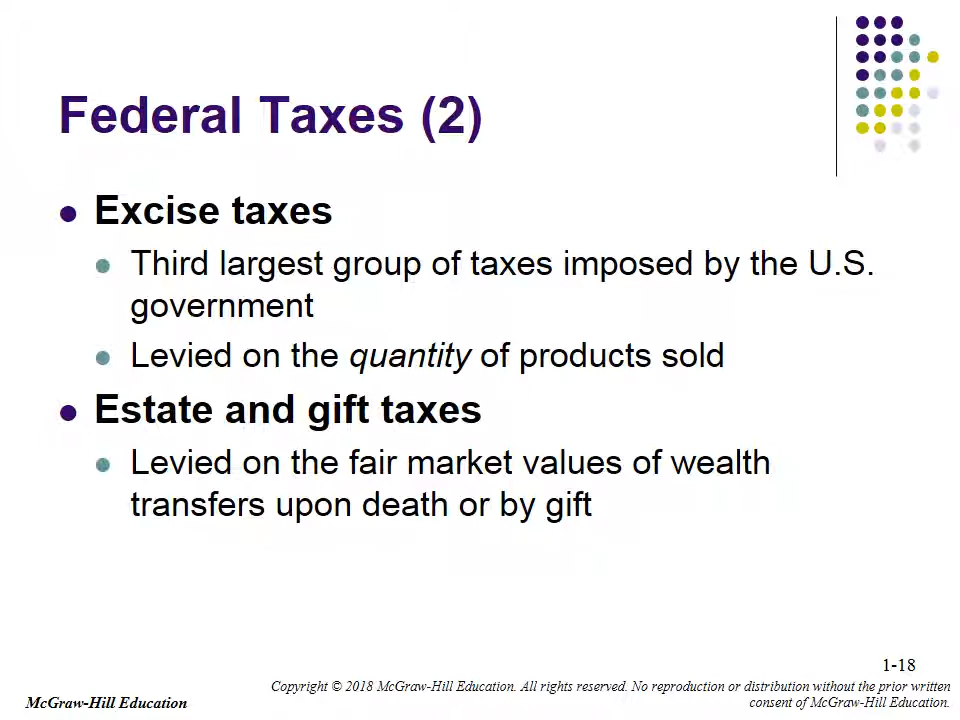 Federal Taxes (2)
Excise taxes
Third largest group of taxes imposed by the U.S.
government
Levied on the quantity of products sold
Estate and gift taxes
Levied on the fair market values of wealth
transfers upon death or by gift
1-18
Copyright © 2018 McGraw-Hill Education. All rights reserved. No reproduction or distribution without the prior written
consent of McGraw-Hill Education.
McGraw-Hill Education